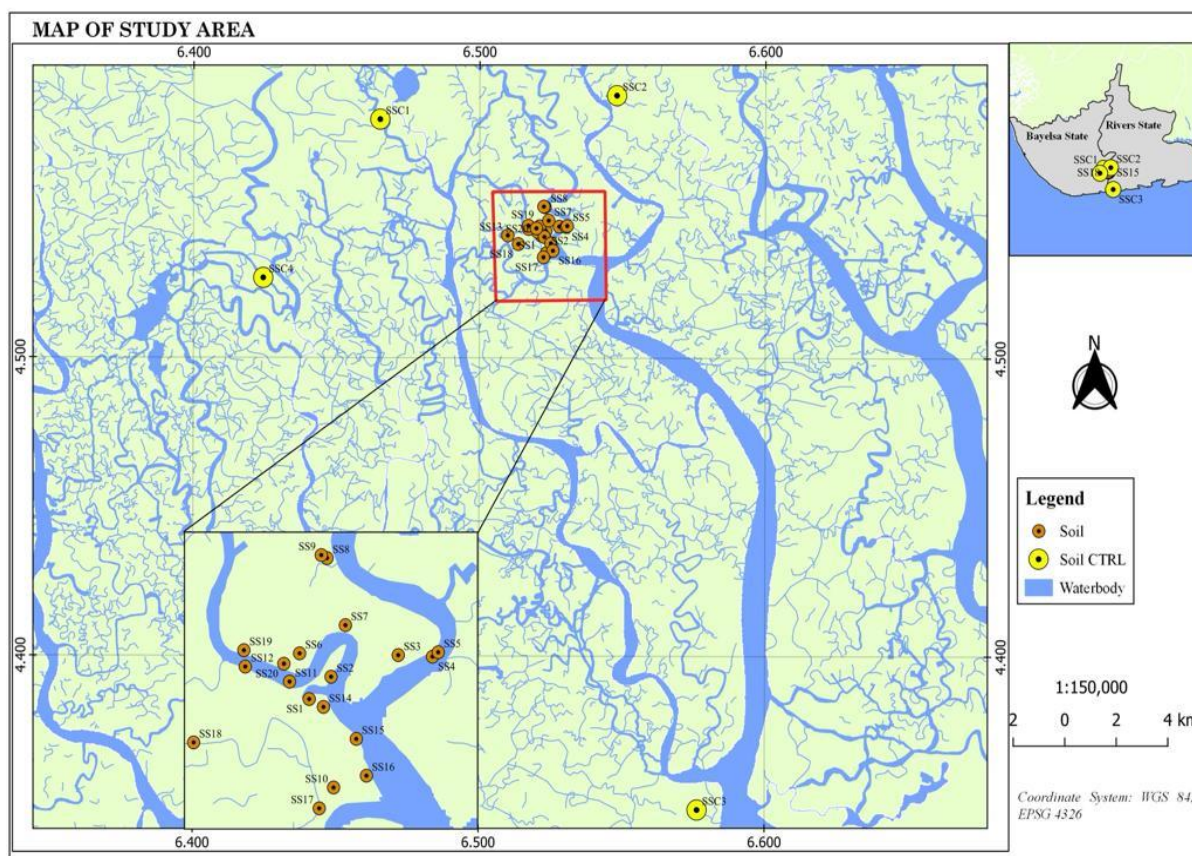 MAP OF STUDY AREA
6.400 6.500 6.600
SSC1
SSC2
SSC4
SSC3
SS8
SS19 SS7 SS5
SS13 SS2 SS4
SS1 SS2
SS18
SS17 SS16
4.500 4.500
4.400 4.400
SS9 SS8
SS7
SS19 SS6 SS3 SS5
SS12 SS4
SS20 SS11 SS2
SS1 SS14
SS15
SS18
SS16
SS10
SS17
6.400 6.500 6.600
Bayelsa State
Rivers State
SSC1 SSC2
SS15
SSC3
N
Legend
Soil
Soil CTRL
Waterbody
1:150,000
2 0 2 4 km
Coordinate System: WGS 84,
EPSG 4326